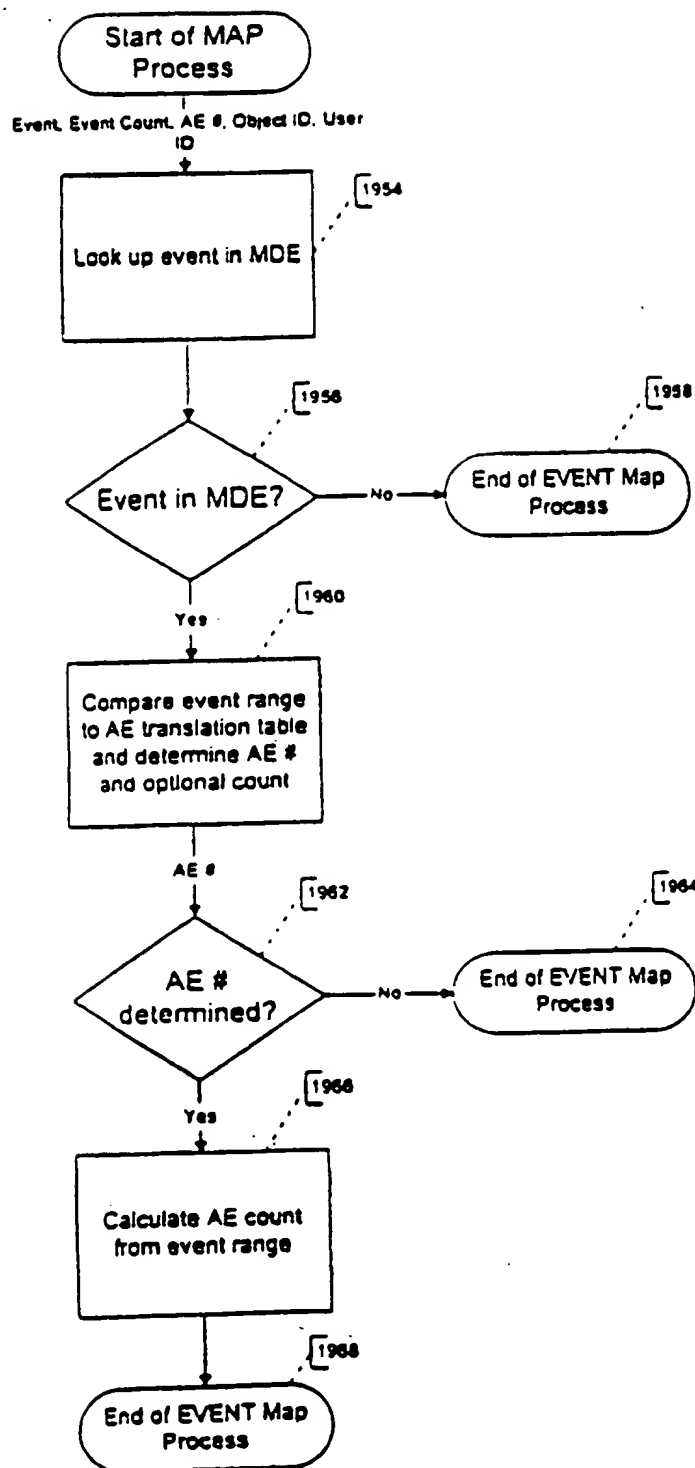 Start of MAP
Process
Event, Event Count, AE #, Object ID, User
ID
1954
Look up event in MDE
1956
1958
Event in MDE?
No
End of EVENT Map
Process
Yes
1960
Compare event range
to AE translation table
and determine AE #
and optional count
AE #
1962
1964
AE #
determined?
No
End of EVENT Map
Process
Yes
1966
Calculate AE count
from event range
1968
End of EVENT Map
Process